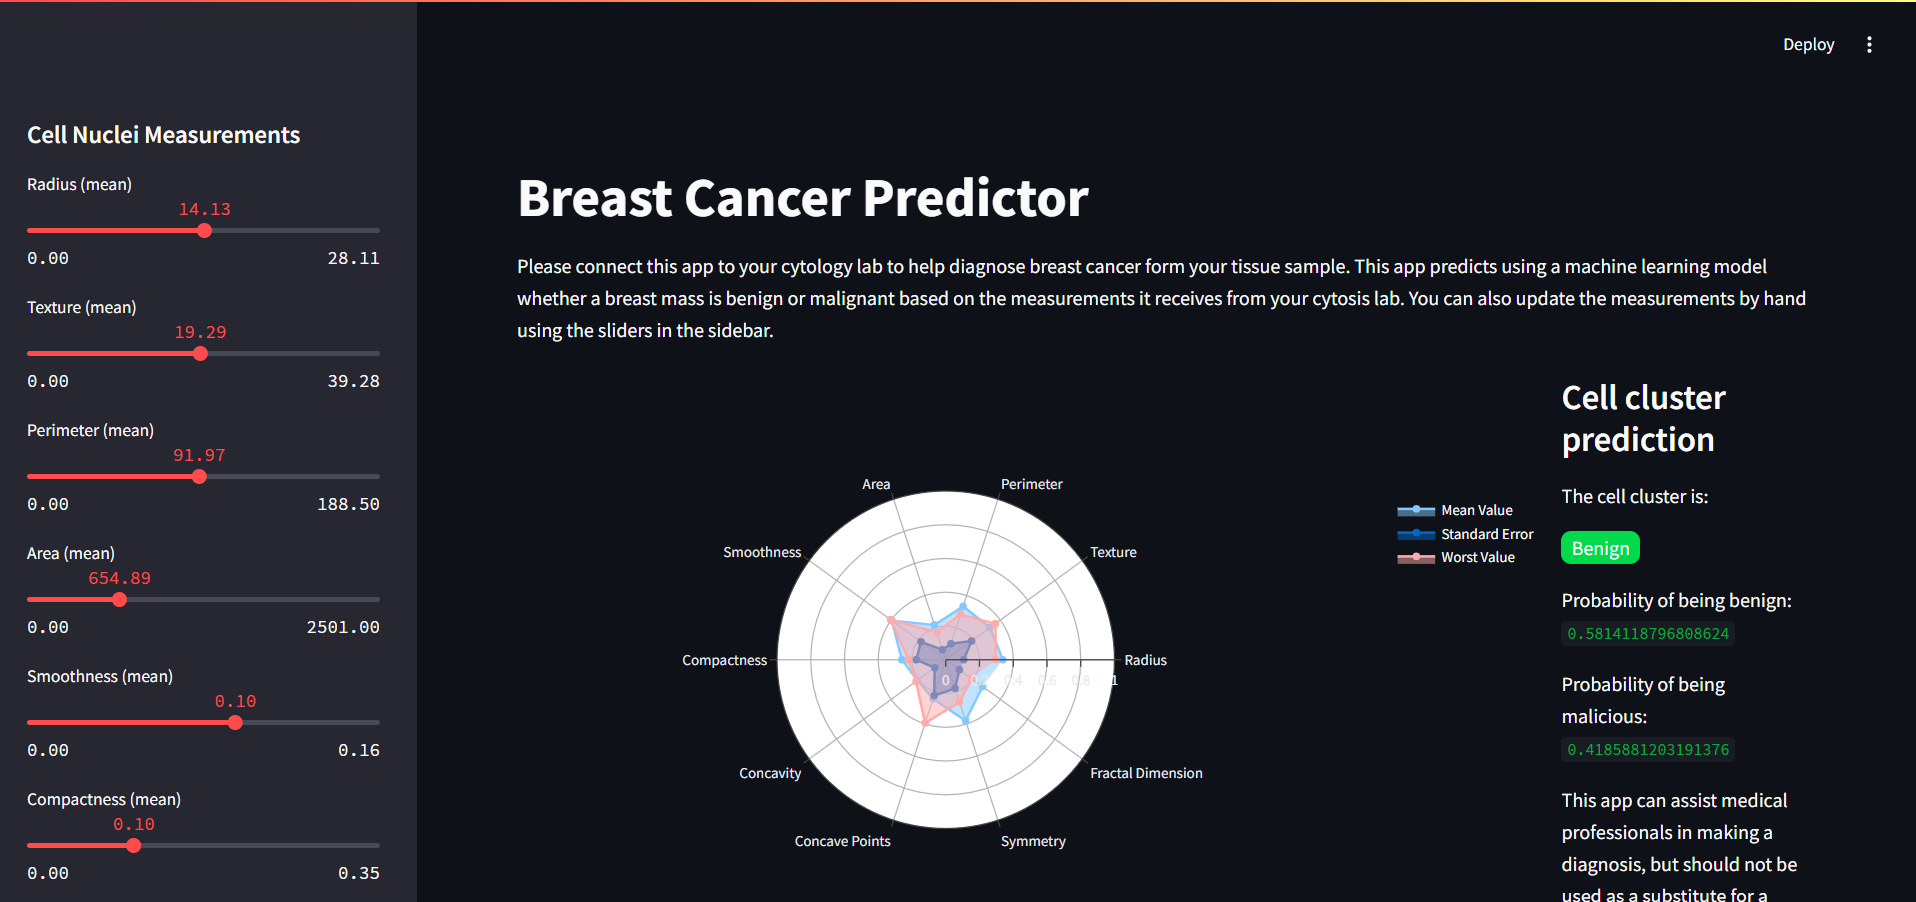 Deploy
Cell Nuclei Measurements
Radius (mean)
14.13
0.00 28.11
Texture (mean)
19.29
0.00 39.28
Perimeter (mean)
91.97
0.00 188.50
Area (mean)
654.89
0.00 2501.00
Smoothness (mean)
0.10
0.00 0.16
Compactness (mean)
0.10
0.00 0.35
Breast Cancer Predictor
Please connect this app to your cytology lab to help diagnose breast cancer form your tissue sample. This app predicts using a machine learning model
whether a breast mass is benign or malignant based on the measurements it receives from your cytosis lab. You can also update the measurements by hand
using the sliders in the sidebar.
Area Perimeter
Smoothness Texture
Compactness Radius
0 0.2 0.4 0.6 0.8 1
Concavity Fractal Dimension
Concave Points Symmetry
Mean Value
Standard Error
Worst Value
Cell cluster
prediction
The cell cluster is:
Benign
Probability of being benign:
0.5814118796808624
Probability of being
malicious:
0.4185881203191376
This app can assist medical
professionals in making a
diagnosis, but should not be
used as a substitute for a